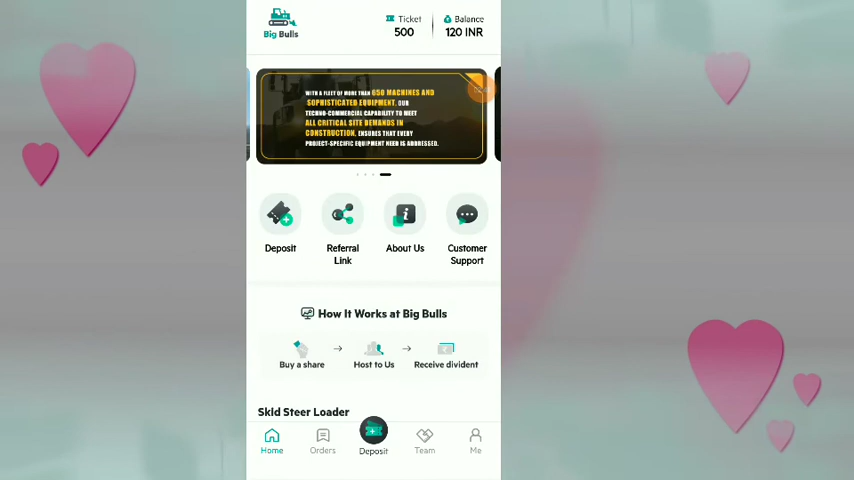 Big Bulls
Ticket
500
Balance
120 INR
WITH A FLEET OF MORE THAN 650 MACHINES AND
SOPHISTICATED EQUIPMENT. OUR
TECHNO-COMMERCIAL CAPABILITY TO MEET
ALL CRITICAL SITE DEMANDS IN
CONSTRUCTION. ENSURES THAT EVERY
PROJECT-SPECIFIC EQUIPMENT NEED IS ADDRESSED.
Deposit
Referral
Link
About Us
Customer
Support
How It Works at Big Bulls
Buy a share
Host to Us
Receive divident
Skid Steer Loader
Home
Orders
Deposit
Team
Me